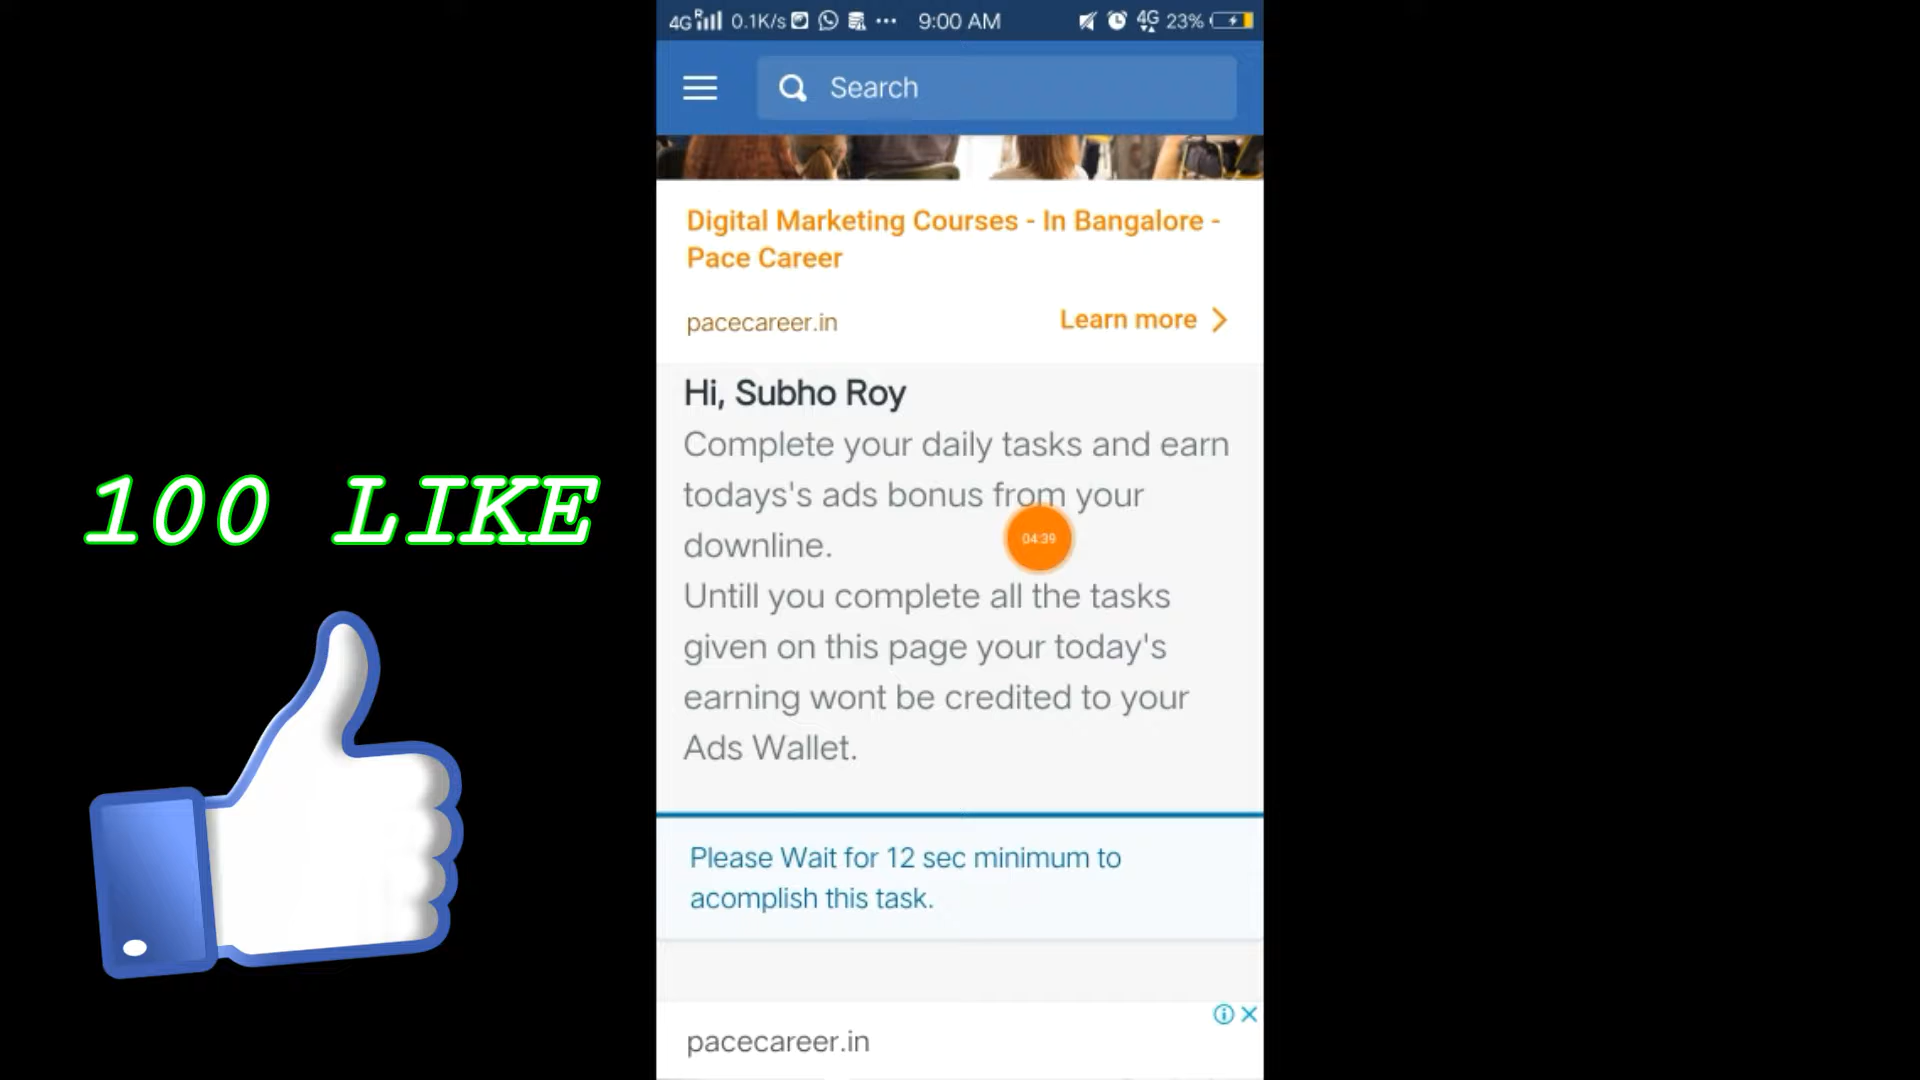 4G R 0.1K/s ... 9:00 AM 4G 23%
Search
Digital Marketing Courses - In Bangalore -
Pace Career
pacecareer.in Learn more
Hi, Subho Roy
Complete your daily tasks and earn
todays's ads bonus from your
downline.
04:39
Untill you complete all the tasks
given on this page your today's
earning wont be credited to your
Ads Wallet.
Please Wait for 12 sec minimum to
acomplish this task.
pacecareer.in
100 LIKE